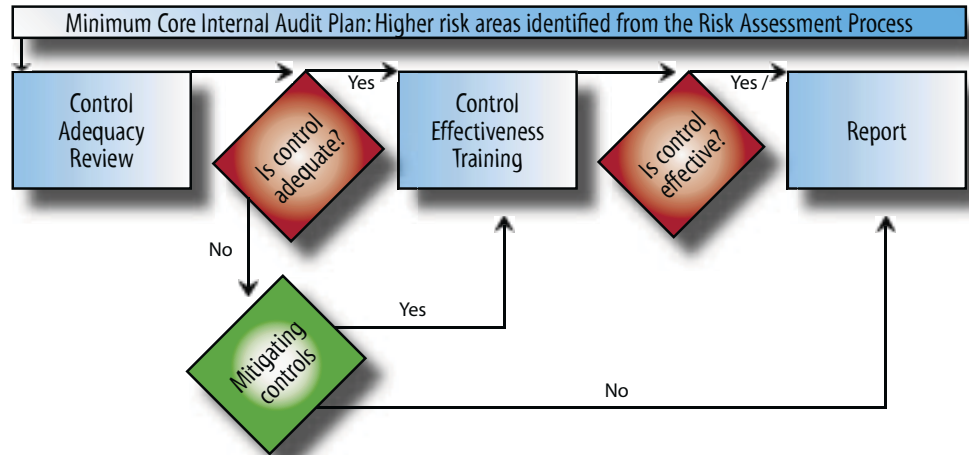 Minimum Core Internal Audit Plan: Higher risk areas identified from the Risk Assessment Process
Control
Adequacy
Review
Is control
adequate?
Yes
Control
Effectiveness
Training
Is control
effective?
Yes /
Report
No
Mitigating
controls
Yes
No